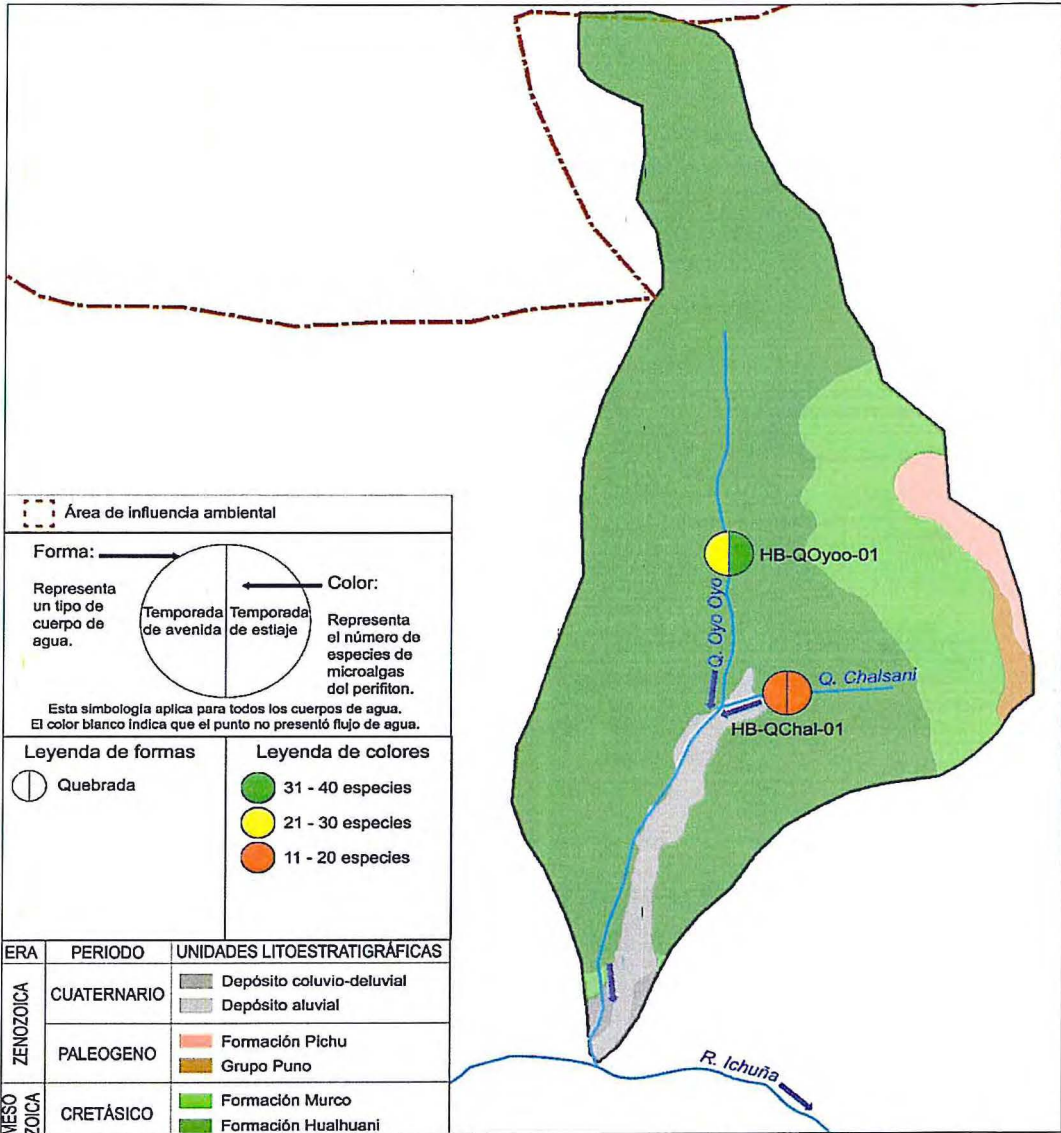 HB-QOyoo-01
Q. Oyo Oyo
Q. Chalsani
HB-QChal-01
R. Ichuña
Área de influencia ambiental
Forma:
Representa
un tipo de
cuerpo de
agua.
Temporada
de avenida
Temporada
de estiaje
Color:
Representa
el número de
especies de
microalgas
del perifiton.
Esta simbología aplica para todos los cuerpos de agua.
El color blanco indica que el punto no presentó flujo de agua.
Leyenda de formas
Quebrada
Leyenda de colores
31 - 40 especies
21 - 30 especies
11 - 20 especies
ERA PERIODO UNIDADES LITOESTRATIGRÁFICAS
ZENOZOICA
CUATERNARIO
Depósito coluvio-deluvial
Depósito aluvial
PALEOGENO
Formación Pichu
Grupo Puno
MESO
ZOICA
CRETÁSICO
Formación Murco
Formación Hualhuani